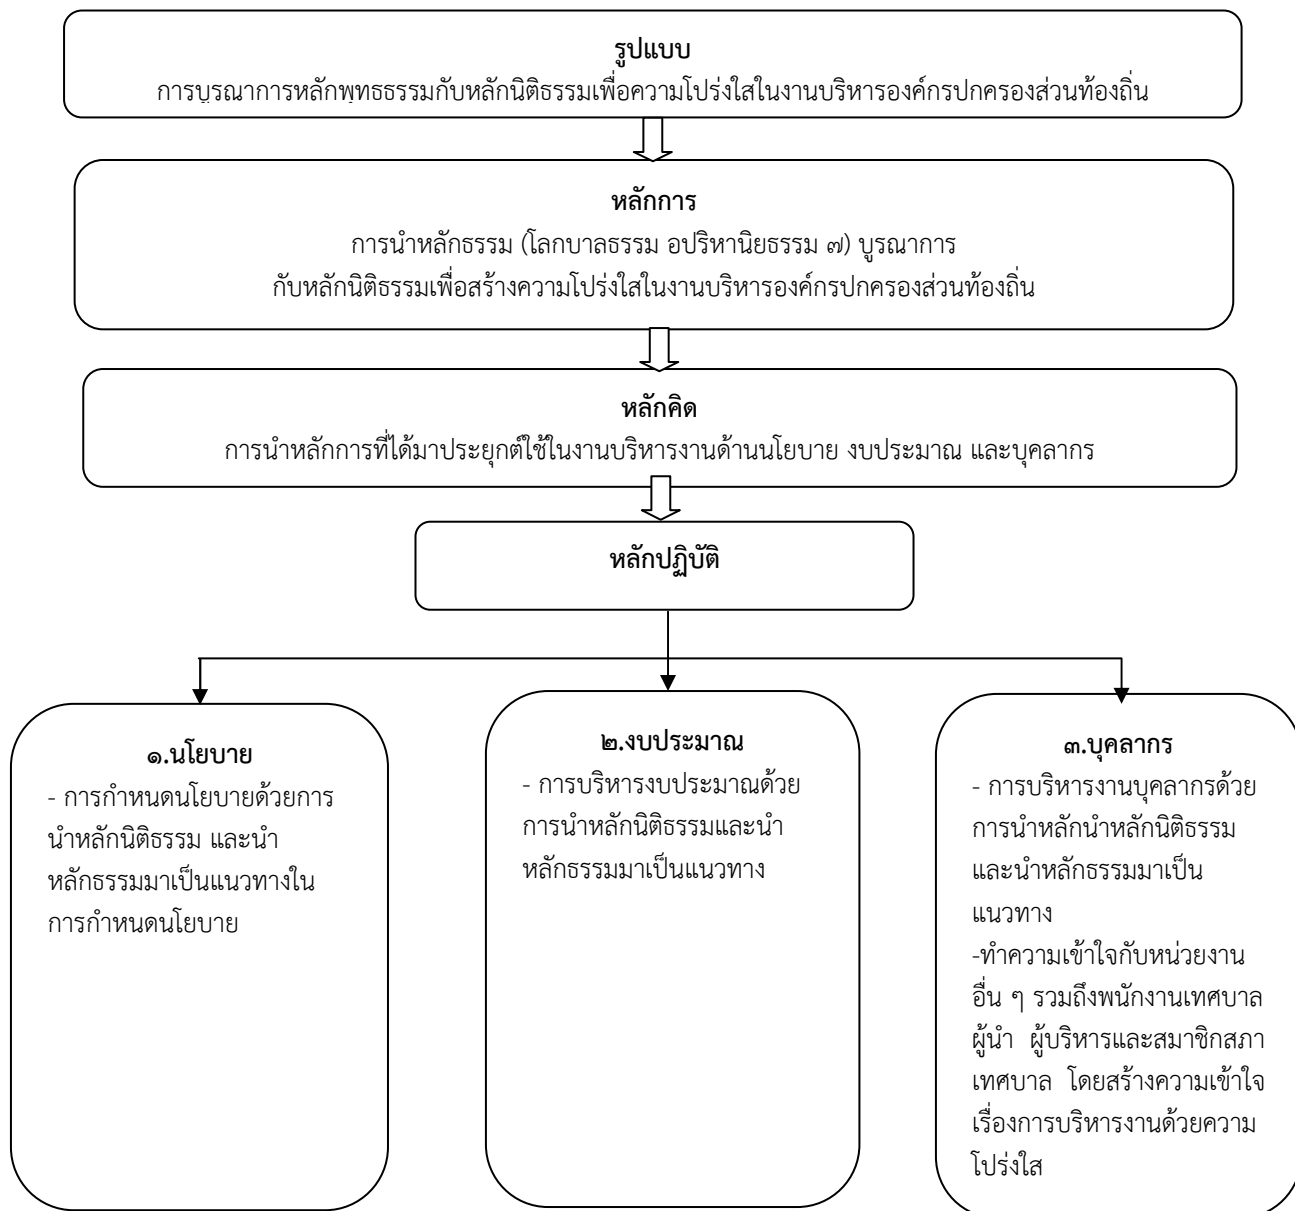 รูปแบบ
การบูรณาการหลักพุทธธรรมกับหลักนิติธรรมเพื่อความโปร่งใสในงานบริหารองค์กรปกครองส่วนท้องถิ่น
หลักการ
การนำหลักธรรม (โลกบาลธรรม อปริหานิยธรรม ๗) บูรณาการ
กับหลักนิติธรรมเพื่อสร้างความโปร่งใสในงานบริหารองค์กรปกครองส่วนท้องถิ่น
หลักคิด
การนำหลักการที่ได้มาประยุกต์ใช้ในงานบริหารงานด้านนโยบาย งบประมาณ และบุคลากร
หลักปฏิบัติ
๑.นโยบาย
- การกำหนดนโยบายด้วยการ
นำหลักนิติธรรม และนำ
หลักธรรมมาเป็นแนวทางใน
การกำหนดนโยบาย
๒.งบประมาณ
- การบริหารงบประมาณด้วย
การนำหลักนิติธรรมและนำ
หลักธรรมมาเป็นแนวทาง
๓.บุคลากร
- การบริหารงานบุคลากรด้วย
การนำหลักนำหลักนิติธรรม
และนำหลักธรรมมาเป็น
แนวทาง
-ทำความเข้าใจกับหน่วยงาน
อื่น ๆ รวมถึงพนักงานเทศบาล
ผู้นำ ผู้บริหารและสมาชิกสภา
เทศบาล โดยสร้างความเข้าใจ
เรื่องการบริหารงานด้วยความ
โปร่งใส